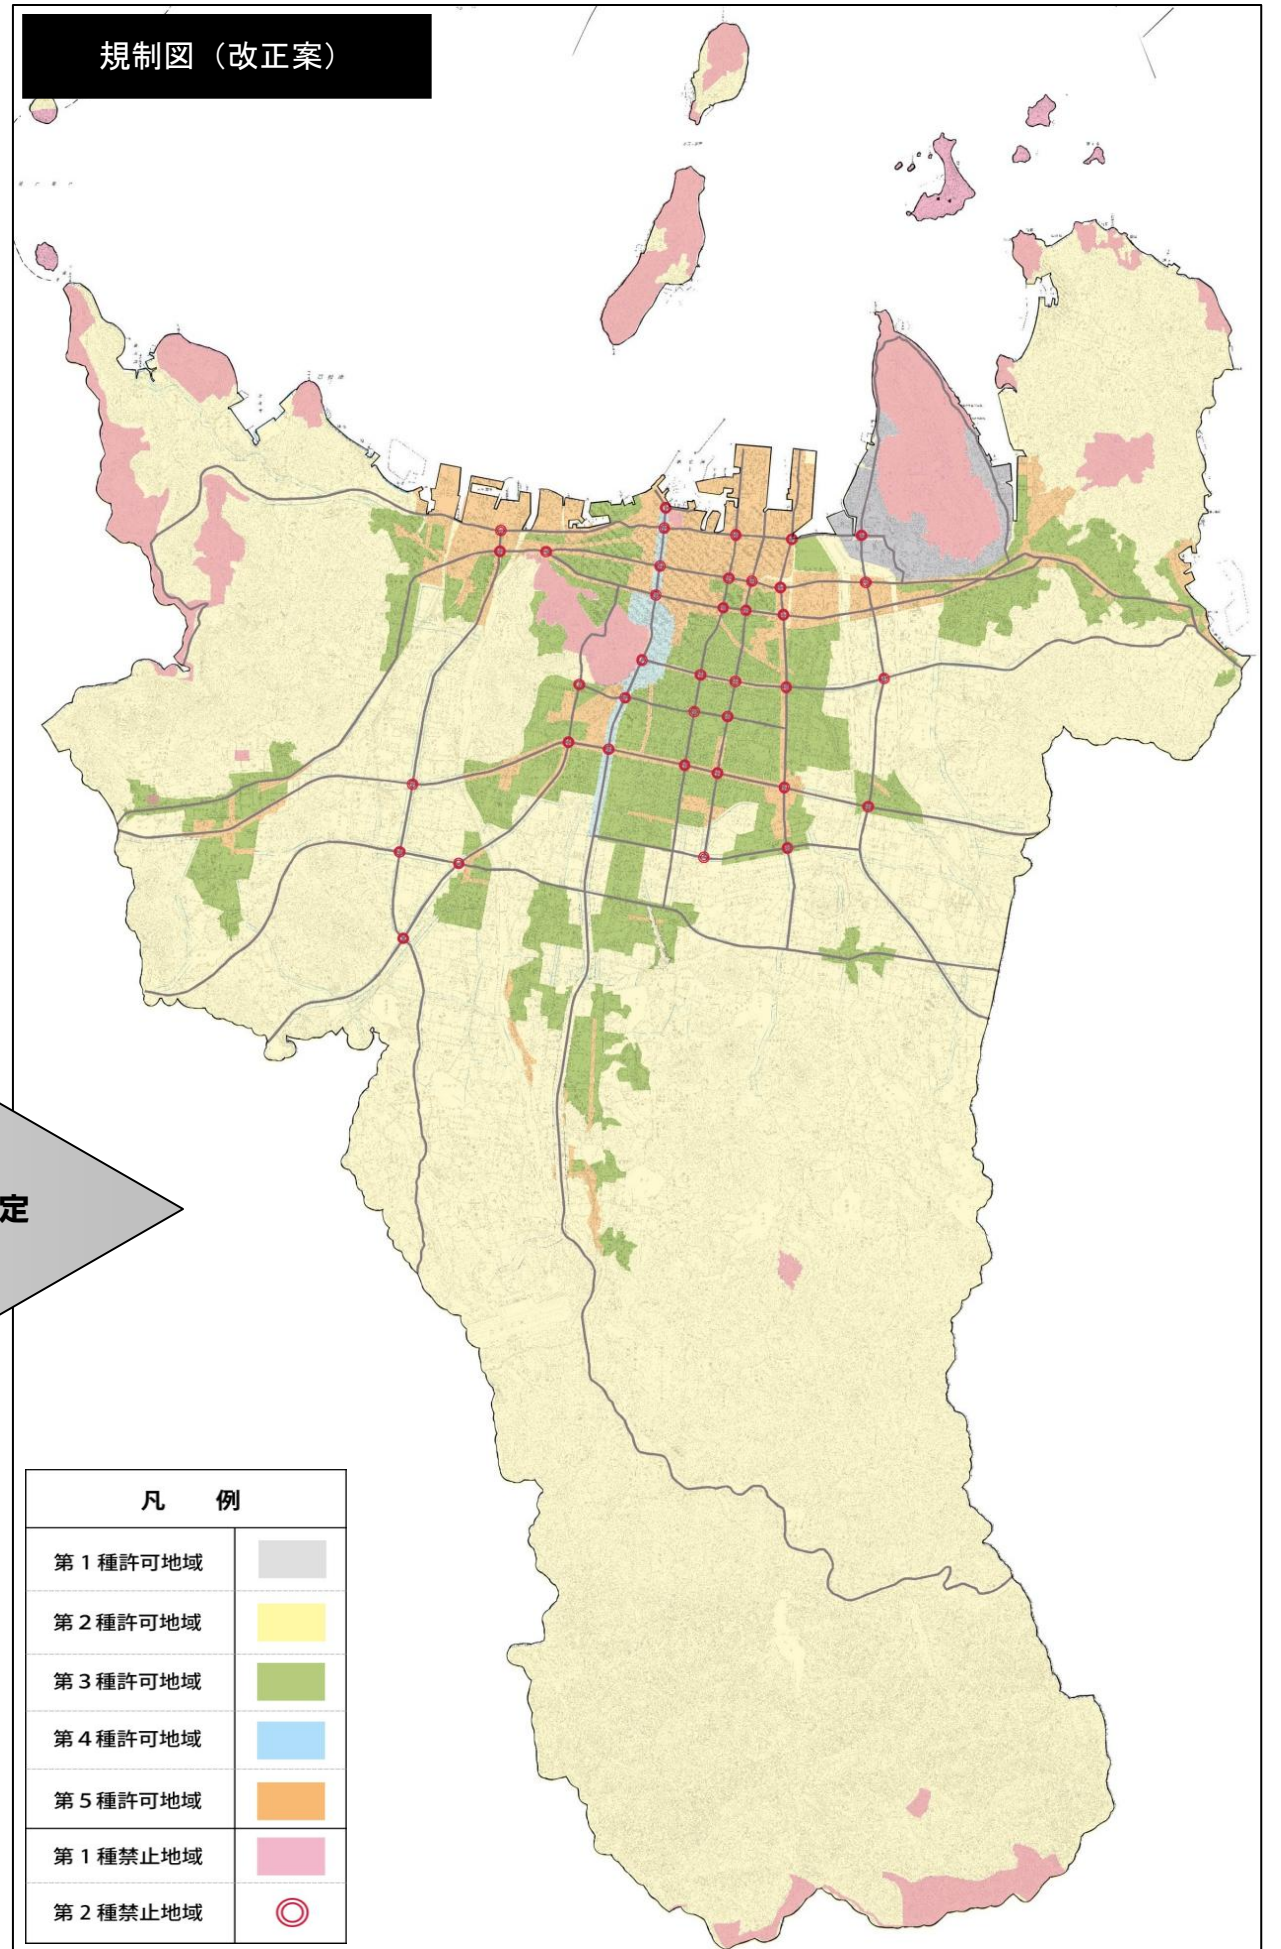 規制図（改正案）
定
凡 例
第１種許可地域
第２種許可地域
第３種許可地域
第４種許可地域
第５種許可地域
第１種禁止地域
第２種禁止地域